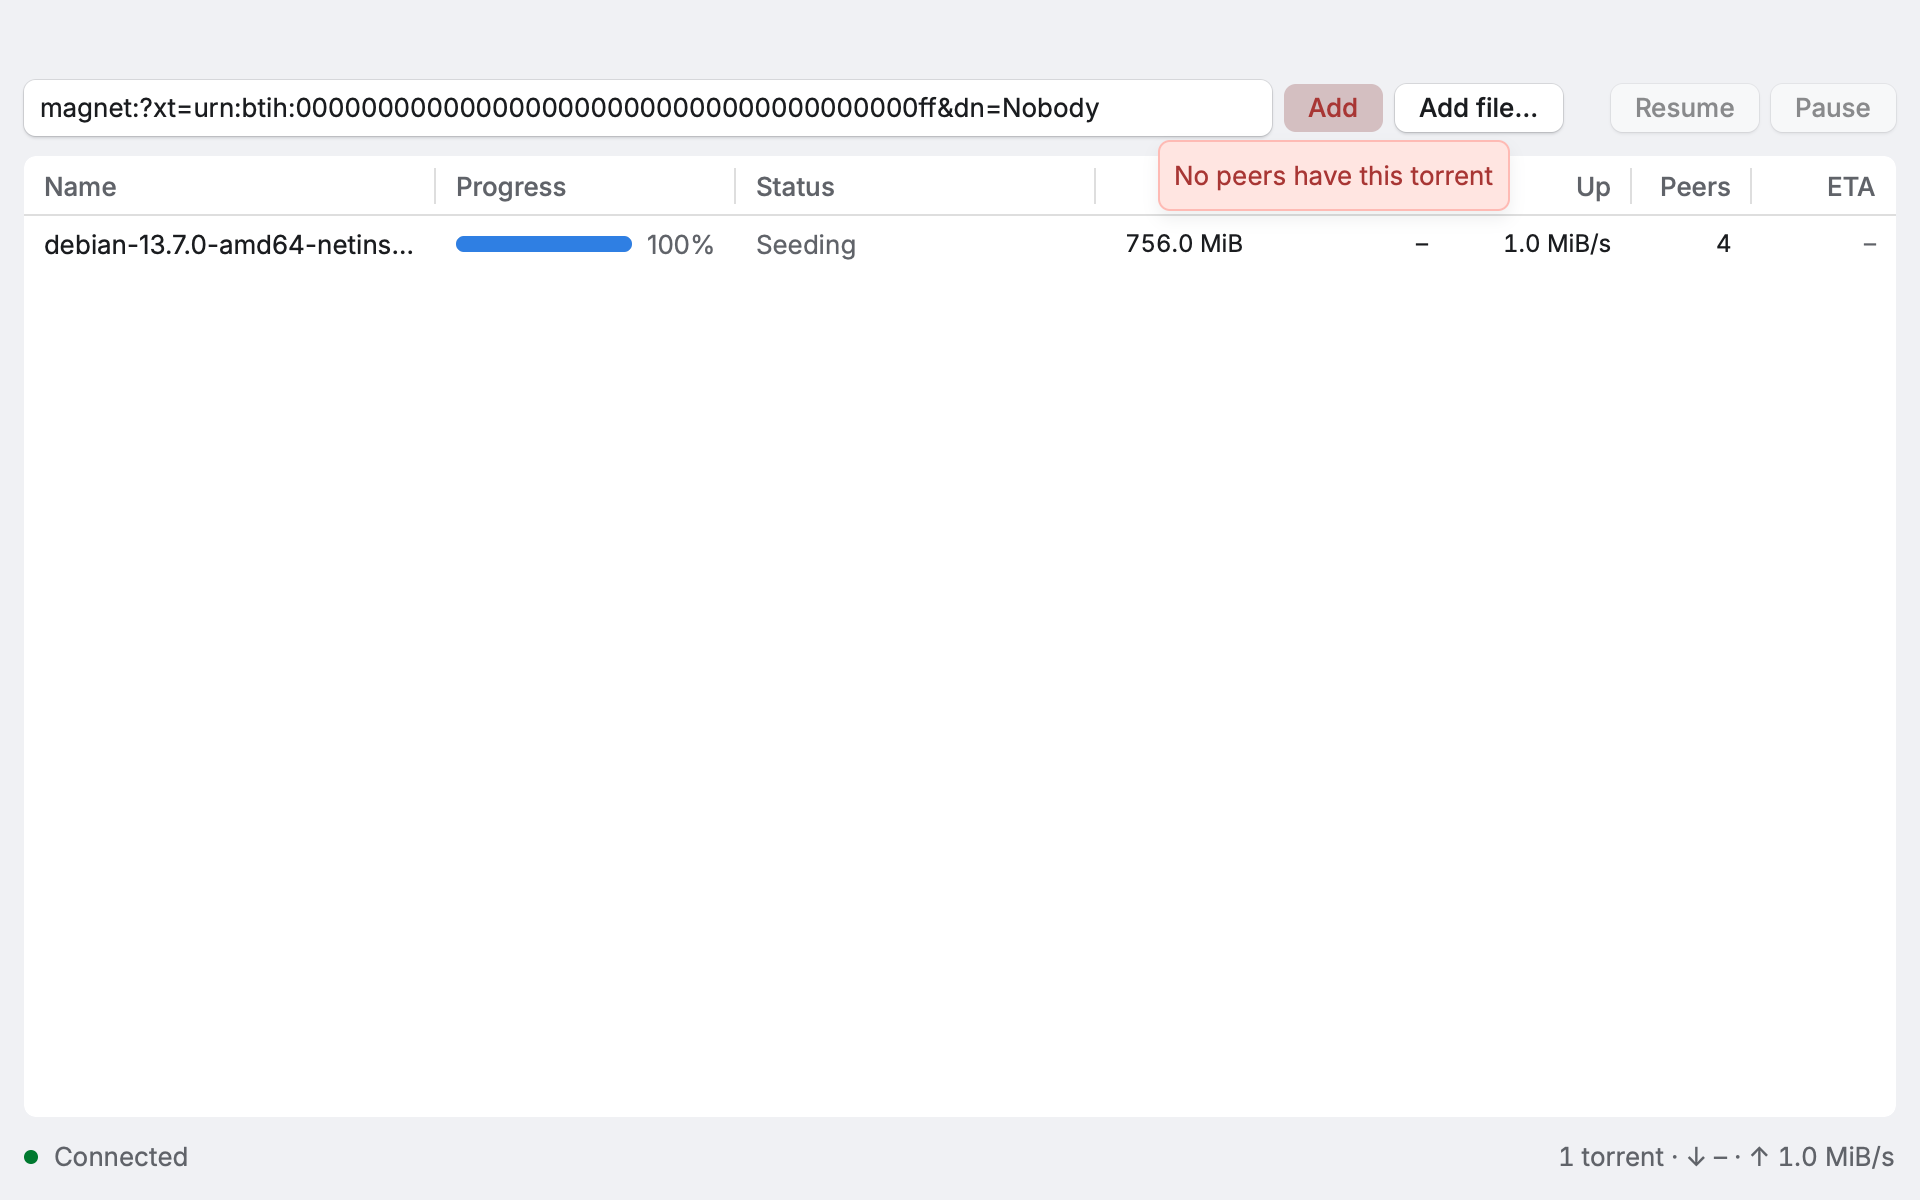 magnet:?xt=urn:btih:00000000000000000000000000000000000000ff&dn=Nobody
Add
Add file...
Resume
Pause
No peers have this torrent
Name
Progress
Status
Up
Peers
ETA
debian-13.7.0-amd64-netins...
100%
Seeding
756.0 MiB
–
1.0 MiB/s
4
–
Connected
1 torrent · ↓ – · ↑ 1.0 MiB/s